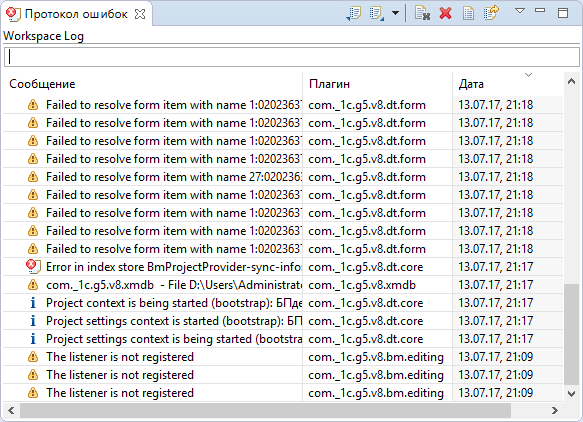 Протокол ошибок
Workspace Log
Сообщение Плагин Дата
Failed to resolve form item with name 1:02023637 com._1c.g5.v8.dt.form 13.07.17, 21:18
Failed to resolve form item with name 1:02023637 com._1c.g5.v8.dt.form 13.07.17, 21:18
Failed to resolve form item with name 1:02023637 com._1c.g5.v8.dt.form 13.07.17, 21:18
Failed to resolve form item with name 1:02023637 com._1c.g5.v8.dt.form 13.07.17, 21:18
Failed to resolve form item with name 27:0202363 com._1c.g5.v8.dt.form 13.07.17, 21:18
Failed to resolve form item with name 1:02023637 com._1c.g5.v8.dt.form 13.07.17, 21:18
Failed to resolve form item with name 1:02023637 com._1c.g5.v8.dt.form 13.07.17, 21:18
Failed to resolve form item with name 1:02023637 com._1c.g5.v8.dt.form 13.07.17, 21:18
Failed to resolve form item with name 1:02023637 com._1c.g5.v8.dt.form 13.07.17, 21:18
Error in index store BmProjectProvider-sync-infor com._1c.g5.v8.dt.core 13.07.17, 21:17
com._1c.g5.v8.xmdb - File D:\Users\Administrato com._1c.g5.v8.xmdb 13.07.17, 21:17
Project context is being started (bootstrap): БПде com._1c.g5.v8.dt.core 13.07.17, 21:17
Project settings context is started (bootstrap): БП com._1c.g5.v8.dt.core 13.07.17, 21:17
Project settings context is being started (bootstra com._1c.g5.v8.dt.core 13.07.17, 21:17
The listener is not registered com._1c.g5.v8.bm.editing 13.07.17, 21:09
The listener is not registered com._1c.g5.v8.bm.editing 13.07.17, 21:09
The listener is not registered com._1c.g5.v8.bm.editing 13.07.17, 21:09